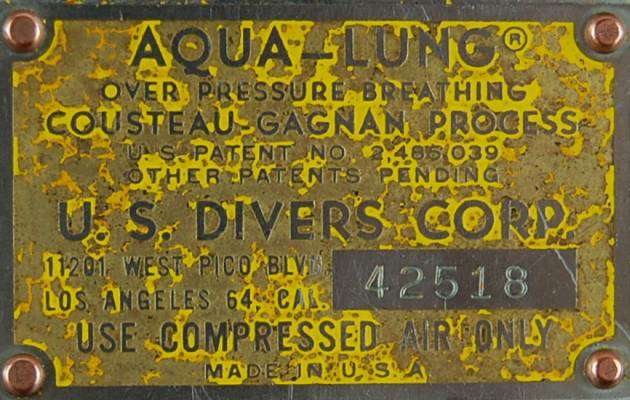 AQUA-LUNG®
OVER PRESSURE BREATHING
COUSTEAU-GAGNAN PROCESS
U.S. PATENT NO. 2,485,039
OTHER PATENTS PENDING
U. S. DIVERS CORP.
11201 WEST PICO BLVD.
LOS ANGELES 64, CAL.
42518
USE COMPRESSED AIR ONLY
MADE IN U S A